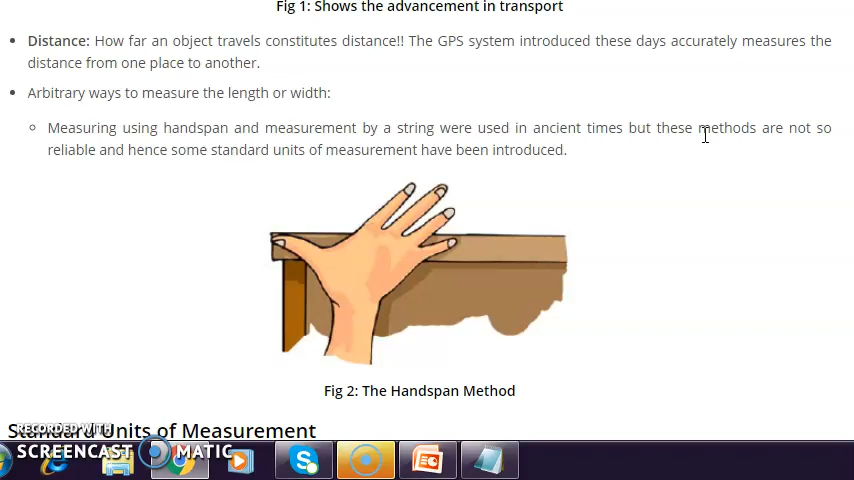 Fig 1: Shows the advancement in transport
Distance: How far an object travels constitutes distance!! The GPS system introduced these days accurately measures the
distance from one place to another.
Arbitrary ways to measure the length or width:
Measuring using handspan and measurement by a string were used in ancient times but these methods are not so
reliable and hence some standard units of measurement have been introduced.
Fig 2: The Handspan Method
Standard Units of Measurement
RECORDED WITH
SCREENCAST MATIC